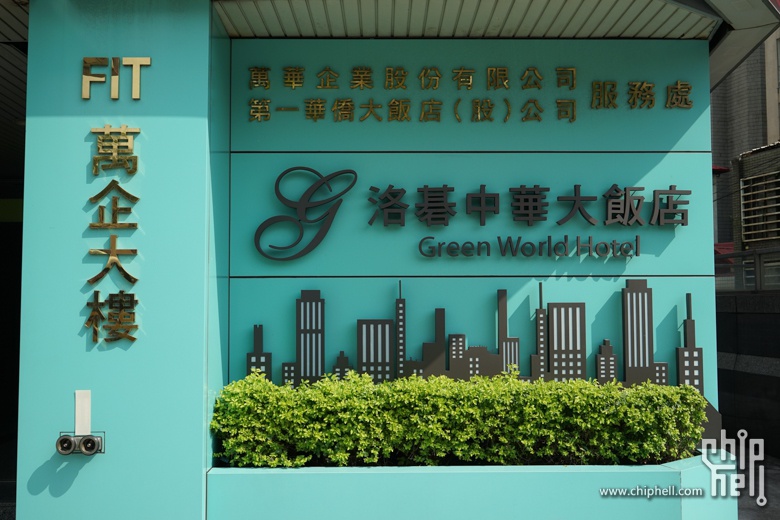 FIT
萬企大樓
萬華企業股份有限公司
第一華僑大飯店(股)公司
服務處
G
洛碁中華大飯店
Green World Hotel
chip
hell
www.chiphell.com